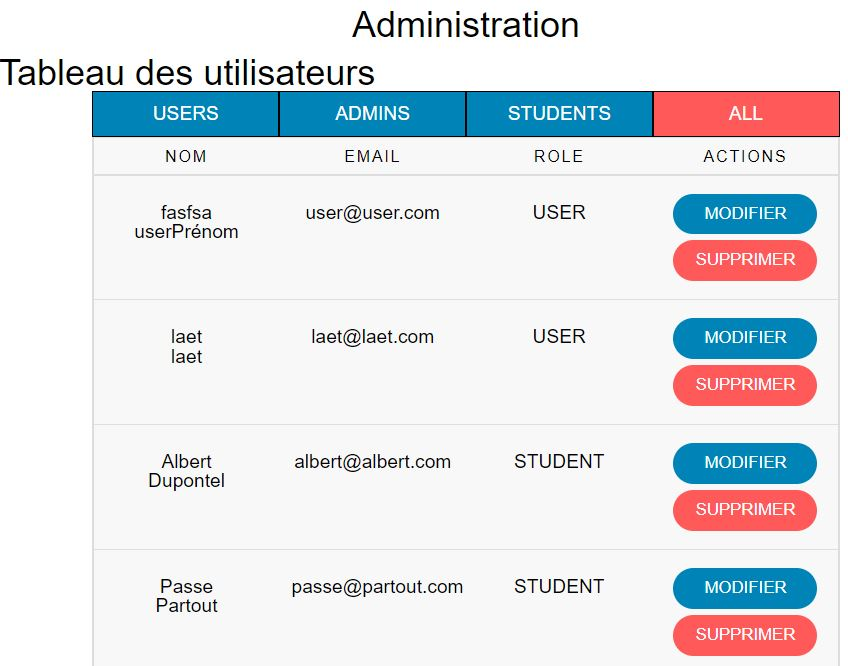 Administration
Tableau des utilisateurs
USERS ADMINS STUDENTS ALL
NOM EMAIL ROLE ACTIONS
fasfsa user@user.com USER MODIFIER
userPrénom
SUPPRIMER
laet laet@laet.com USER MODIFIER
laet
SUPPRIMER
Albert albert@albert.com STUDENT MODIFIER
Dupontel
SUPPRIMER
Passe passe@partout.com STUDENT MODIFIER
Partout
SUPPRIMER